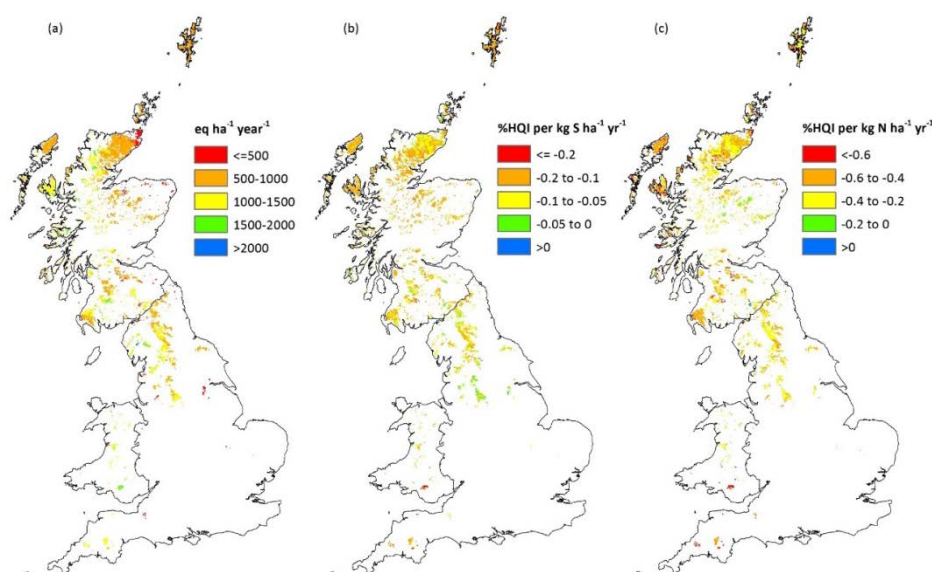 (a)
eq ha⁻¹ year⁻¹
<=500
500-1000
1000-1500
1500-2000
>2000
(b)
%HQI per kg S ha⁻¹ yr⁻¹
<= -0.2
-0.2 to -0.1
-0.1 to -0.05
-0.05 to 0
>0
(c)
%HQI per kg N ha⁻¹ yr⁻¹
<-0.6
-0.6 to -0.4
-0.4 to -0.2
-0.2 to 0
>0